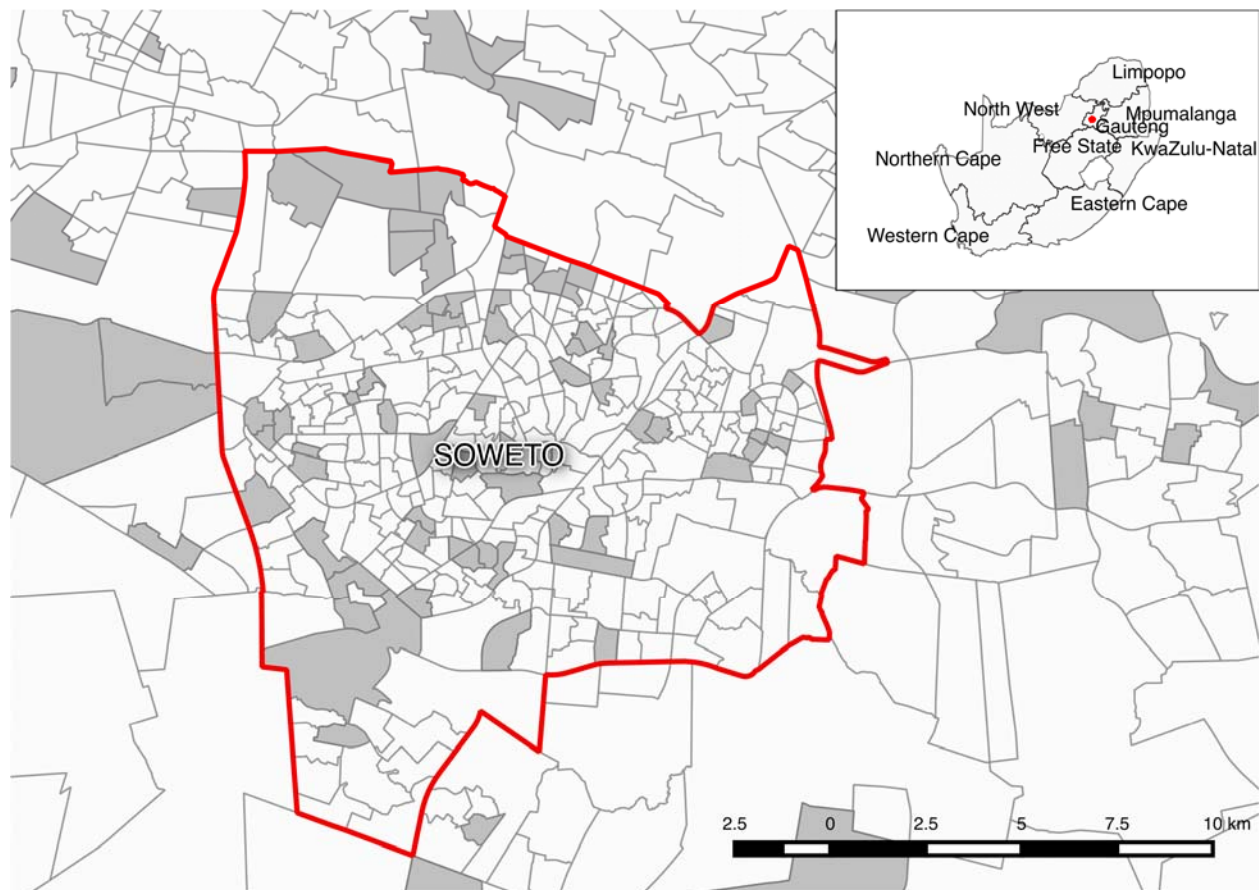 Limpopo
North West
Mpumalanga
Gauteng
Free State
KwaZulu-Natal
Northern Cape
Eastern Cape
Western Cape
SOWETO
2.5 0 2.5 5 7.5 10 km